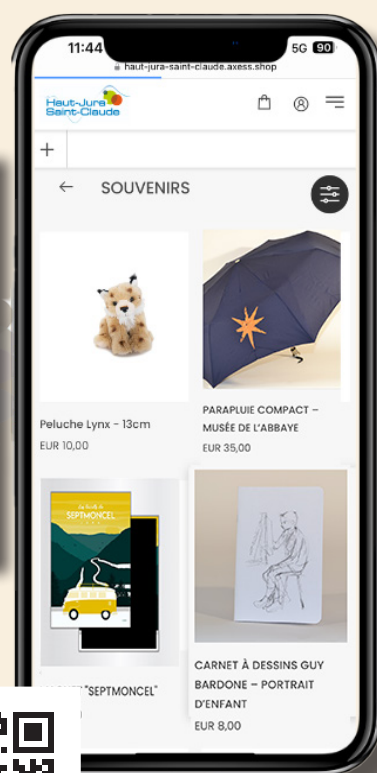 11:44
5G 90
haut-jura-saint-claude.axess.shop
Haut-Jura
Saint-Claude
SOUVENIRS
Peluche Lynx - 13cm
EUR 10,00
PARAPLUIE COMPACT –
MUSÉE DE L'ABBAYE
EUR 35,00
SEPTMONCEL
"SEPTMONCEL"
CARNET À DESSINS GUY
BARDONE – PORTRAIT
D'ENFANT
EUR 8,00